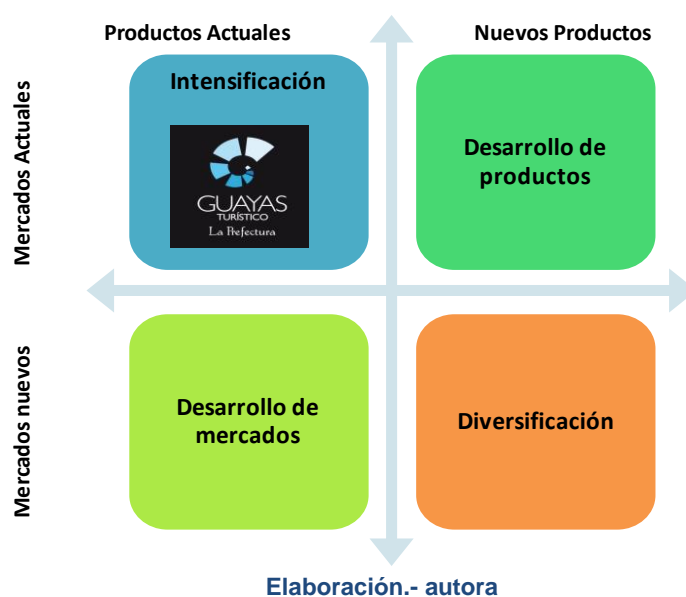 Productos Actuales
Nuevos Productos
Mercados Actuales
Intensificación
GUAYAS
TURÍSTICO
La Prefectura
Desarrollo de
productos
Mercados nuevos
Desarrollo de
mercados
Diversificación
Elaboración.- autora